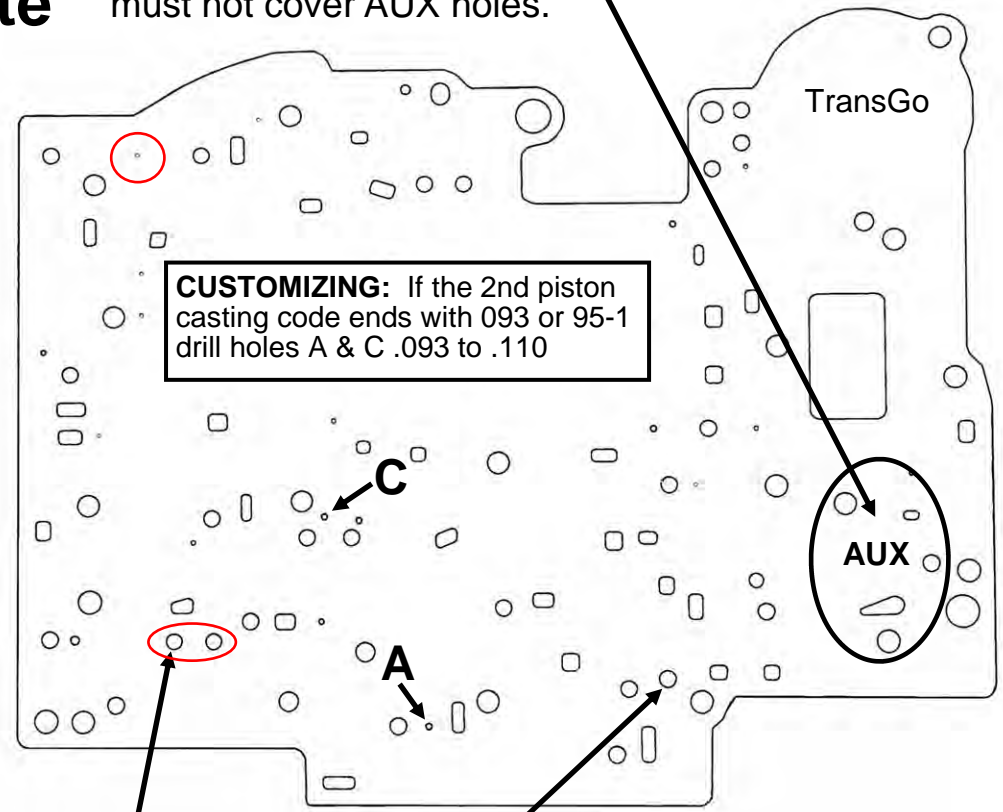 must not cover AUX holes.
TransGo
CUSTOMIZING: If the 2nd piston
casting code ends with 093 or 95-1
drill holes A & C .093 to .110
C
AUX
A